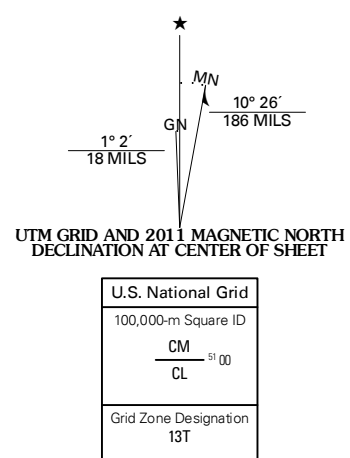 ★
MN
10° 26´
186 MILS
GN
1° 2´
18 MILS
UTM GRID AND 2011 MAGNETIC NORTH
DECLINATION AT CENTER OF SHEET
U.S. National Grid
100,000-m Square ID
CM
51 00
CL
Grid Zone Designation
13T